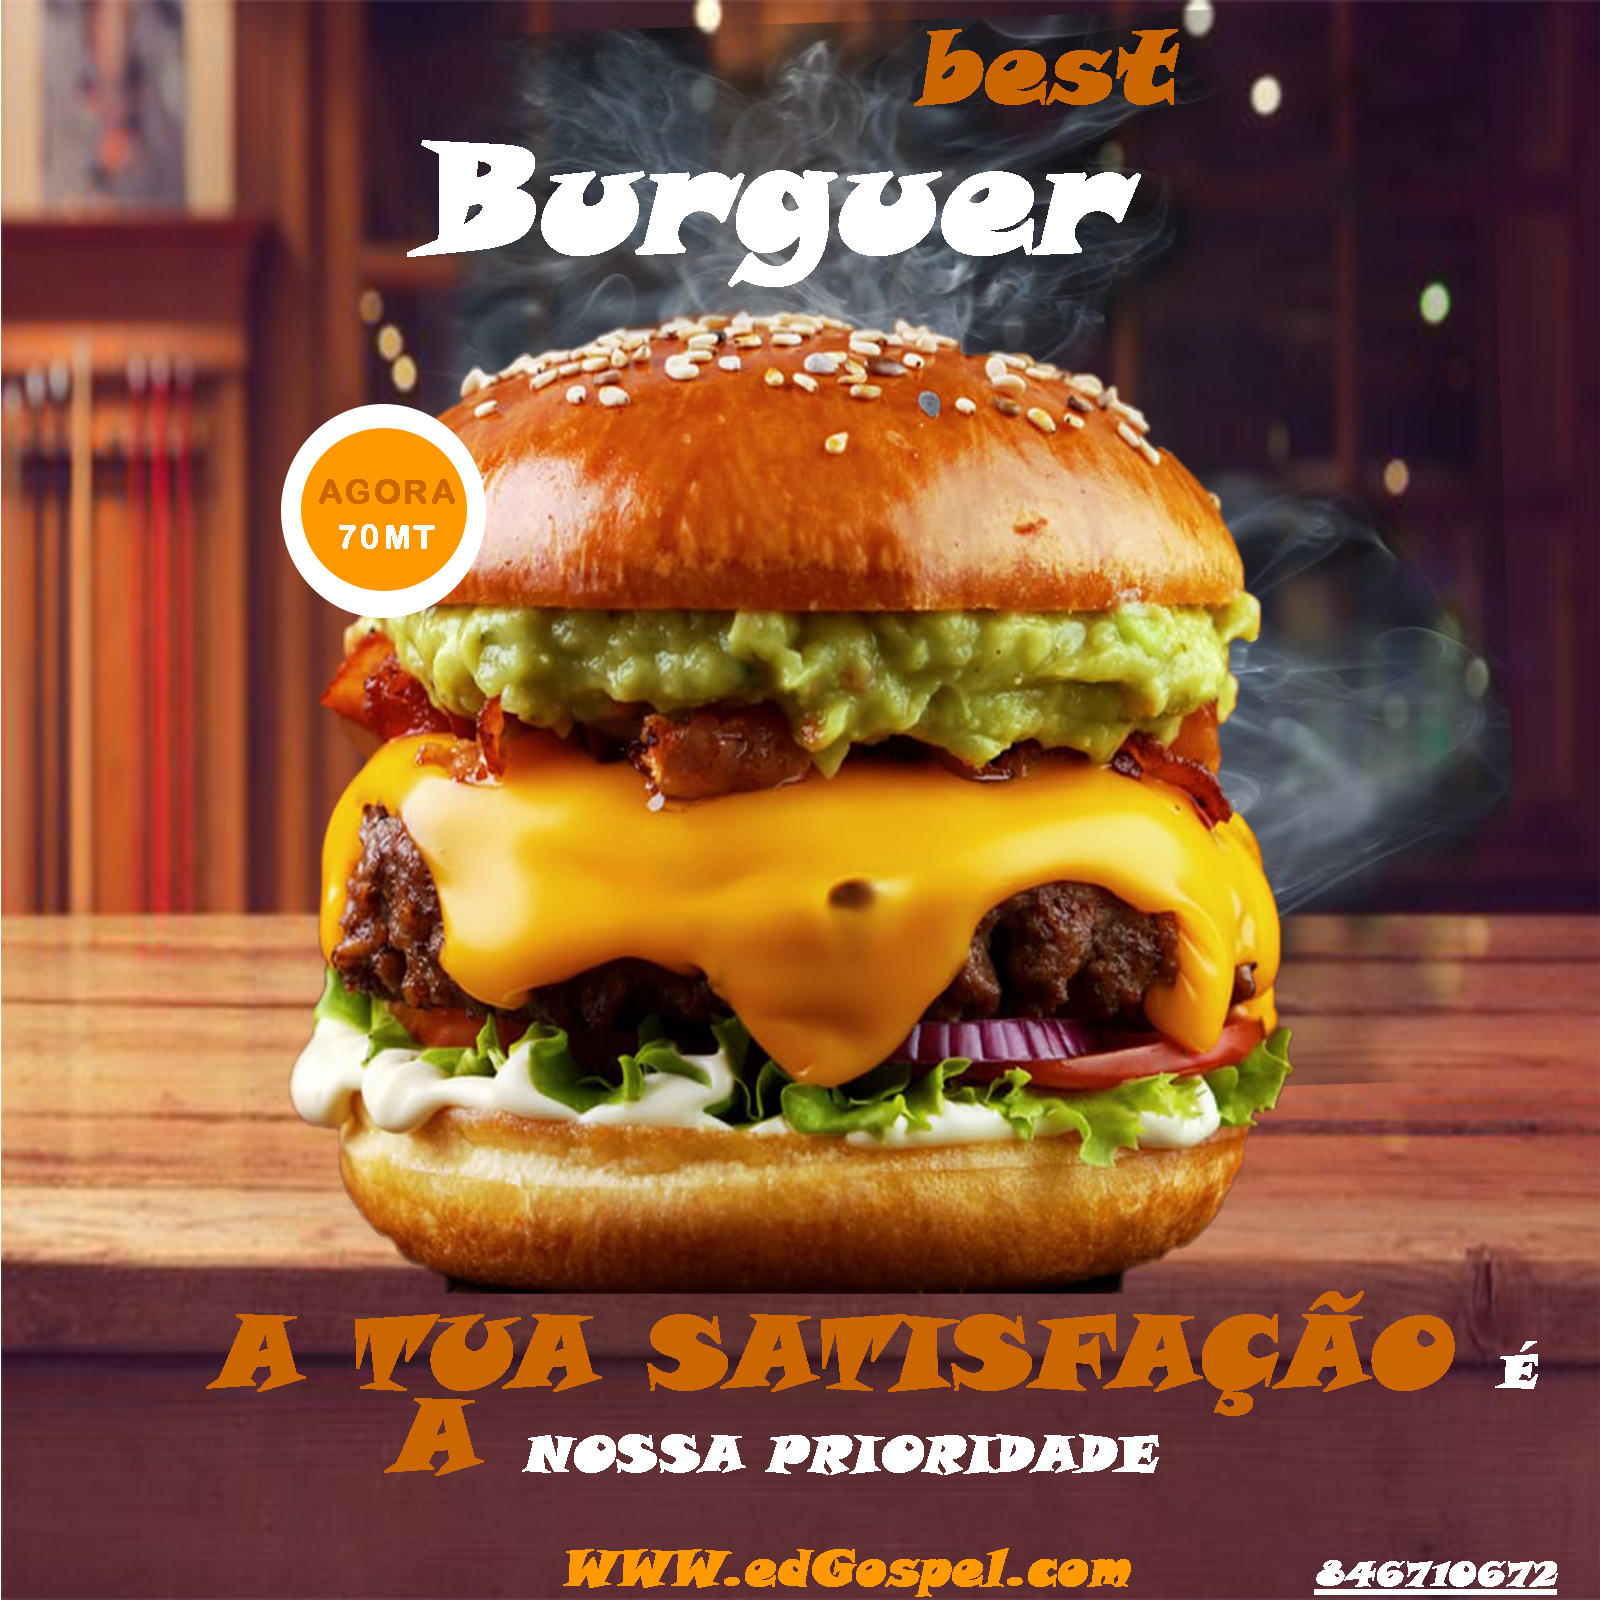 best
Burguer
AGORA
70MT
A TUA SATISFAÇÃO É
A NOSSA PRIORIDADE
WWW.edGospel.com
846710672